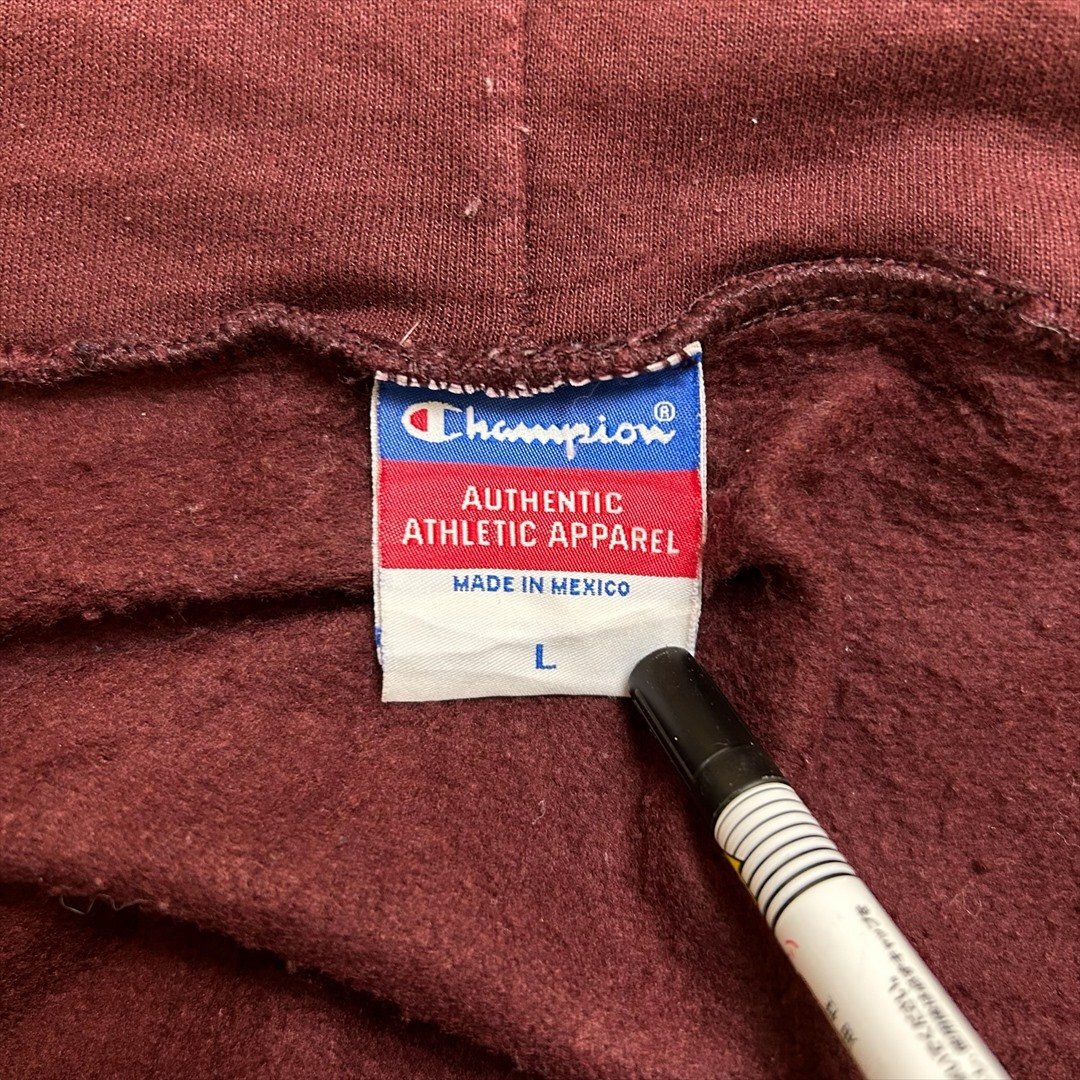 Champion®
AUTHENTIC
ATHLETIC APPAREL
MADE IN MEXICO
L